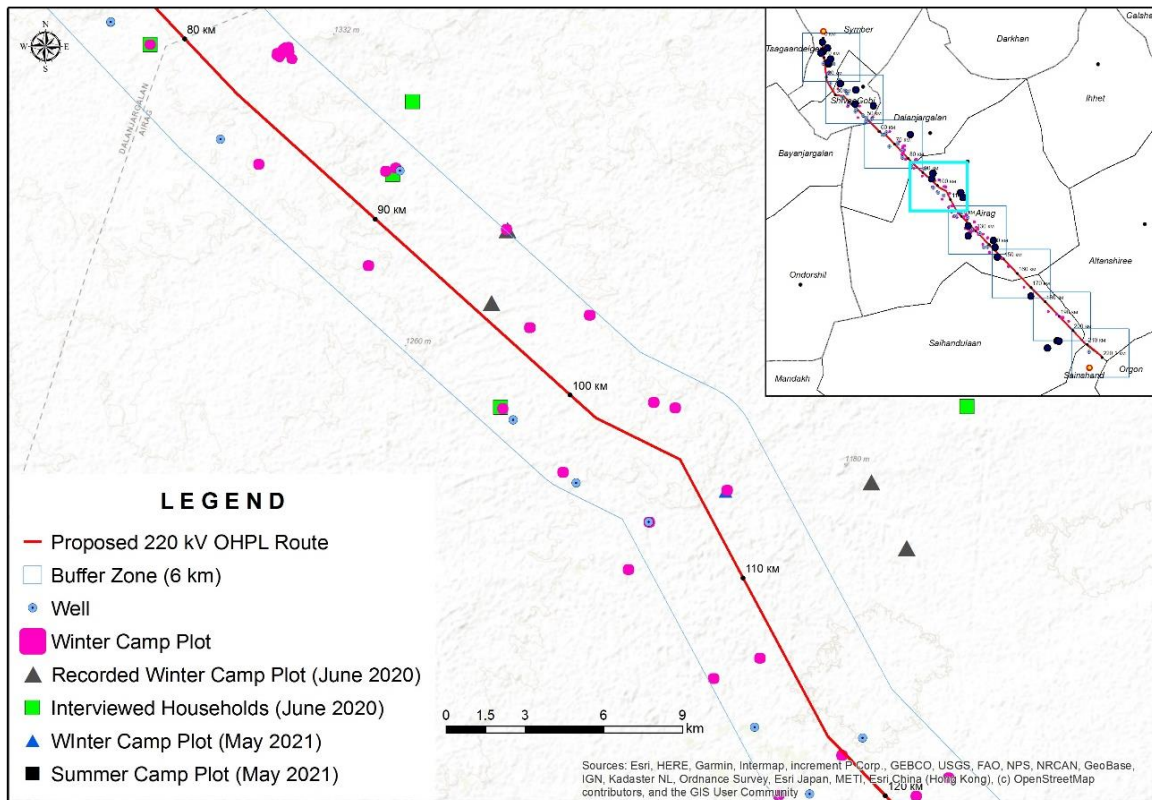 80 км
N
W
E
S
1332 m
DALANJARGALAN
AIRAG
90 км
1260 m
100 км
1180 m
110 км
120 км
Symber
Tsagaandelger
Darkhan
Galshar
ShiveeGobi
Dalanjargalan
Ihhet
Bayanjargalan
Airag
Ondorshil
Altanshiree
Saihandulaan
Mandakh
Sainshand
Orgon
LEGEND
Proposed 220 kV OHPL Route
Buffer Zone (6 km)
Well
Winter Camp Plot
Recorded Winter Camp Plot (June 2020)
Interviewed Households (June 2020)
WInter Camp Plot (May 2021)
Summer Camp Plot (May 2021)
0 1.5 3 6 9
km
Sources: Esri, HERE, Garmin, Intermap, increment P Corp., GEBCO, USGS, FAO, NPS, NRCAN, GeoBase,
IGN, Kadaster NL, Ordnance Survey, Esri Japan, METI, Esri China (Hong Kong), (c) OpenStreetMap
contributors, and the GIS User Community